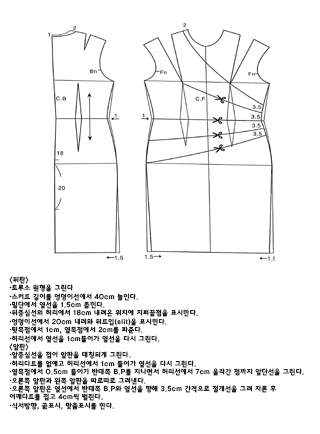 2
1
Bn
C.B
1
18
20
1.5
2
Fn
Fn
C.F
3.5
3.5
3.5
1
1.5
<뒤판>
·토루소 원형을 그린다
·스커트 길이를 엉덩이선에서 40cm 늘인다.
·밑단에서 옆선을 1.5cm 줄인다.
·뒤중심선의 허리에서 18cm 내려온 위치에 지퍼끝점을 표시한다.
·엉덩이선에서 20cm 내려와 뒤트임(slit)을 표시한다.
·뒷목점에서 1cm, 옆목점에서 2cm를 파준다.
·허리선에서 옆선을 1cm들어가 옆선을 다시 그린다.
<앞판>
·앞중심선을 접어 앞판을 대칭되게 그린다.
·허리다트를 없애고 허리선에서 1cm 들어가 옆선을 다시 그린다.
·옆목점에서 0.5cm 들어가 반대쪽 B.P를 지나면서 허리선에서 7cm 올라간 점까지 앞단선을 그린다.
·오른쪽 앞판과 왼쪽 앞판을 따로따로 그려낸다.
·오른쪽 앞판은 옆선에서 반대쪽 B.P와 옆선을 향해 3.5cm 간격으로 절개선을 그려 자른 후
어깨다트를 접고 4cm씩 벌린다.
·식서방향, 골표시, 맞춤표시를 한다.